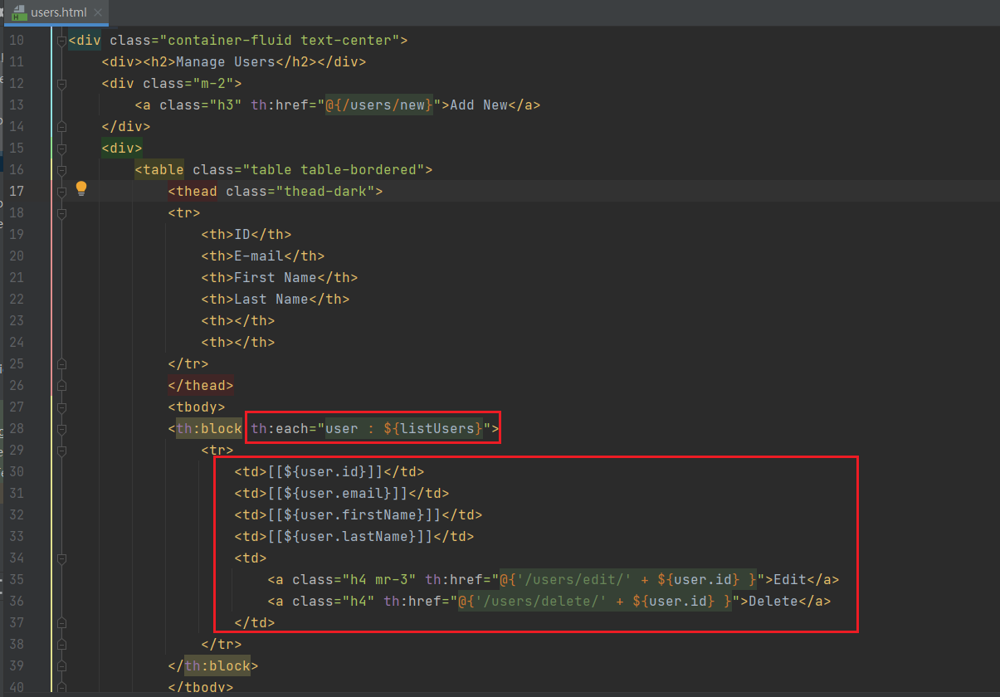 users.html
10 <div class="container-fluid text-center">
11 <div><h2>Manage Users</h2></div>
12 <div class="m-2">
13 <a class="h3" th:href="@{/users/new}">Add New</a>
14 </div>
15 <div>
16 <table class="table table-bordered">
17 <thead class="thead-dark">
18 <tr>
19 <th>ID</th>
20 <th>E-mail</th>
21 <th>First Name</th>
22 <th>Last Name</th>
23 <th></th>
24 <th></th>
25 </tr>
26 </thead>
27 <tbody>
28 <th:block th:each="user : ${listUsers}">
29 <tr>
30 <td>[[${user.id}]]</td>
31 <td>[[${user.email}]]</td>
32 <td>[[${user.firstName}]]</td>
33 <td>[[${user.lastName}]]</td>
34 <td>
35 <a class="h4 mr-3" th:href="@{'/users/edit/' + ${user.id} }">Edit</a>
36 <a class="h4" th:href="@{'/users/delete/' + ${user.id} }">Delete</a>
37 </td>
38 </tr>
39 </th:block>
40 </tbody>